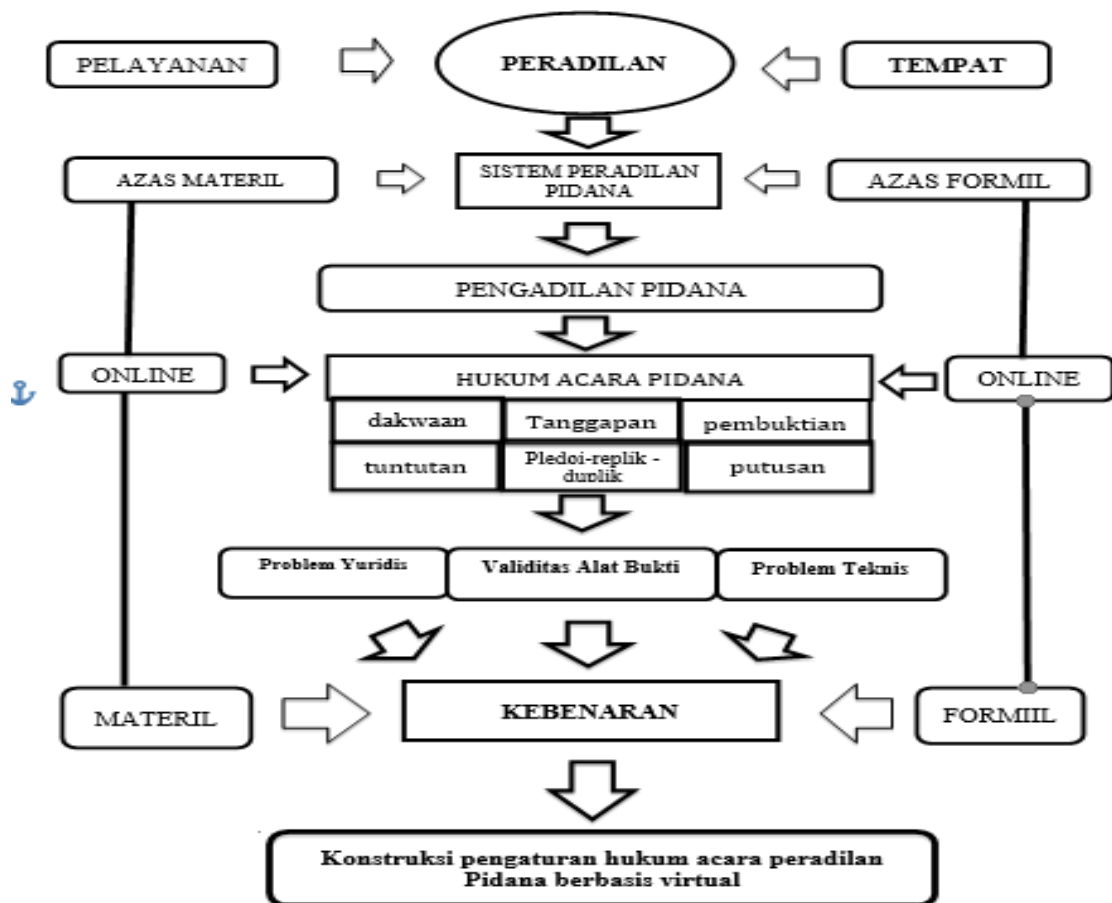 PELAYANAN
PERADILAN
TEMPAT
AZAS MATERIL
SISTEM PERADILAN
PIDANA
AZAS FORMIL
PENGADILAN PIDANA
ONLINE
HUKUM ACARA PIDANA
ONLINE
dakwaan
Tanggapan
pembuktian
tuntutan
Pledoi-replik -
duplik
putusan
Problem Yuridis
Validitas Alat Bukti
Problem Teknis
MATERIL
KEBENARAN
FORMIIL
Konstruksi pengaturan hukum acara peradilan
Pidana berbasis virtual